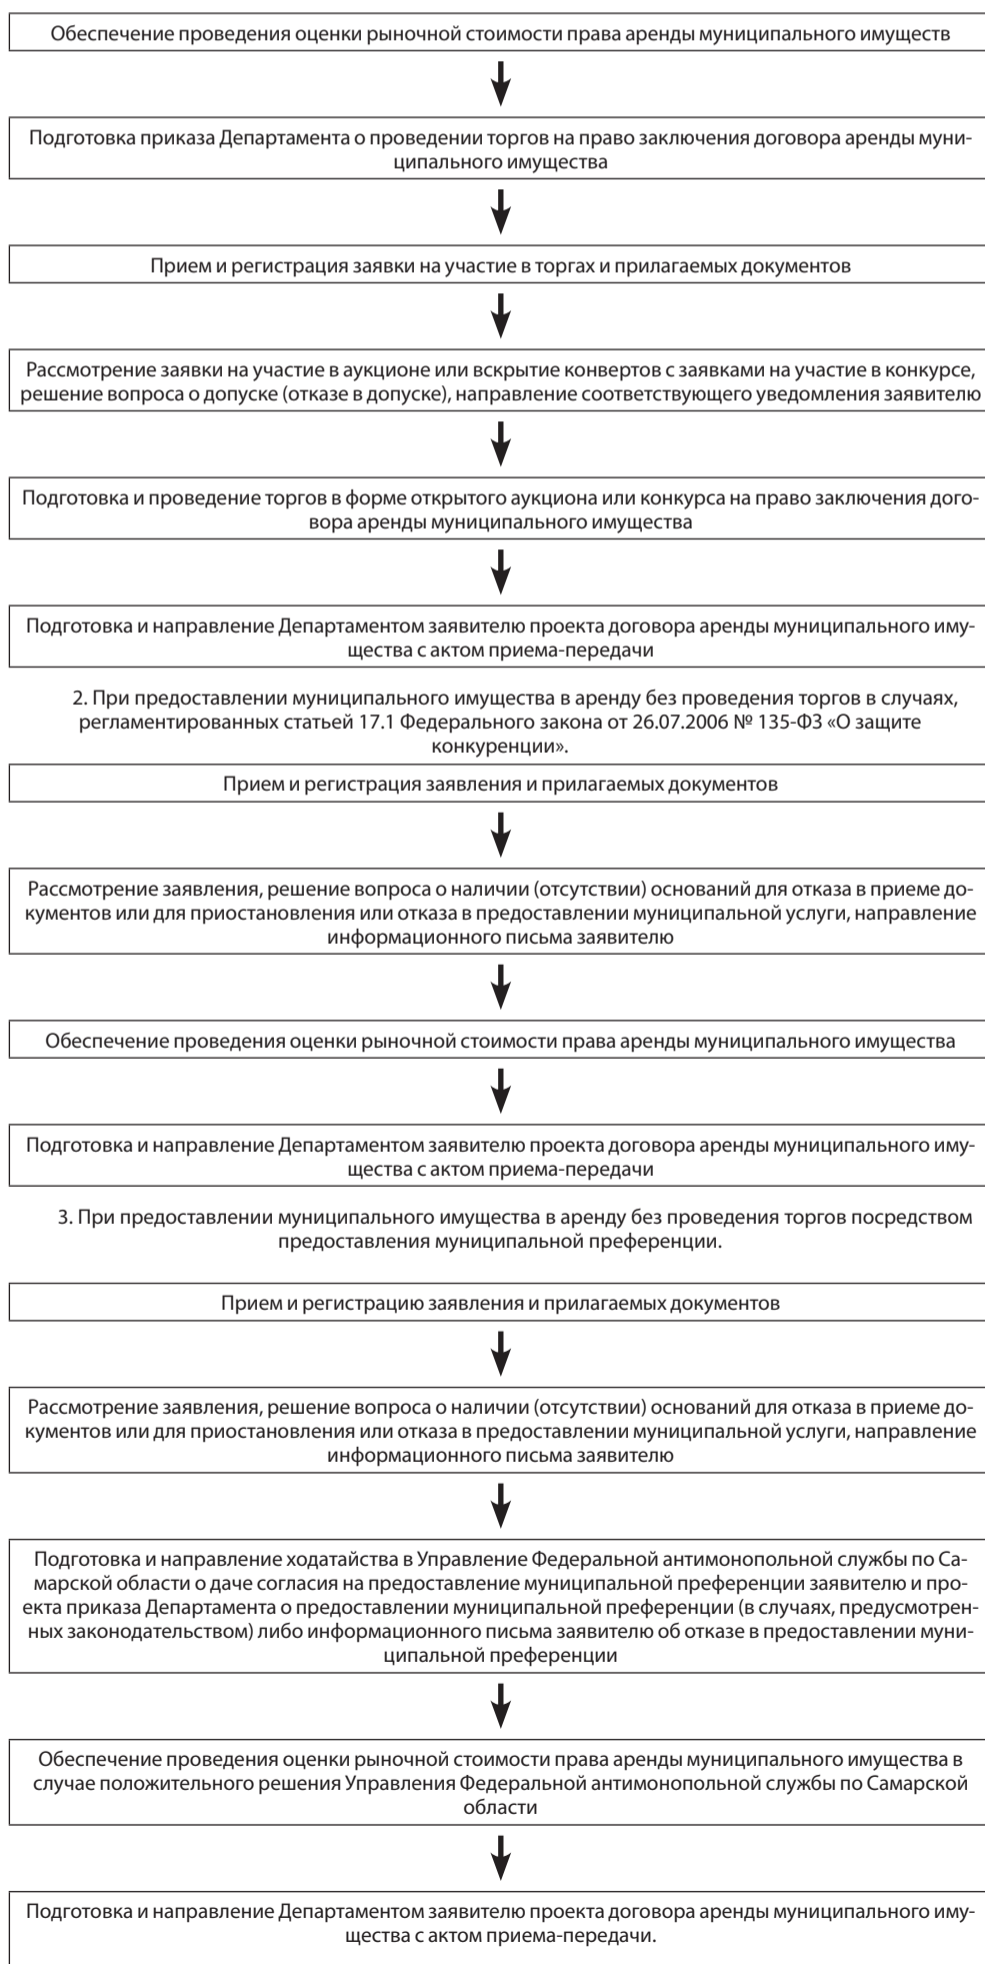 Обеспечение проведения оценки рыночной стоимости права аренды муниципального имуществ
Подготовка приказа Департамента о проведении торгов на право заключения договора аренды муни-
ципального имущества
Прием и регистрация заявки на участие в торгах и прилагаемых документов
Рассмотрение заявки на участие в аукционе или вскрытие конвертов с заявками на участие в конкурсе,
решение вопроса о допуске (отказе в допуске), направление соответствующего уведомления заявителю
Подготовка и проведение торгов в форме открытого аукциона или конкурса на право заключения дого-
вора аренды муниципального имущества
Подготовка и направление Департаментом заявителю проекта договора аренды муниципального иму-
щества с актом приема-передачи
2. При предоставлении муниципального имущества в аренду без проведения торгов в случаях,
регламентированных статьей 17.1 Федерального закона от 26.07.2006 № 135-ФЗ «О защите
конкуренции».
Прием и регистрация заявления и прилагаемых документов
Рассмотрение заявления, решение вопроса о наличии (отсутствии) оснований для отказа в приеме до-
кументов или для приостановления или отказа в предоставлении муниципальной услуги, направление
информационного письма заявителю
Обеспечение проведения оценки рыночной стоимости права аренды муниципального имущества
Подготовка и направление Департаментом заявителю проекта договора аренды муниципального иму-
щества с актом приема-передачи
3. При предоставлении муниципального имущества в аренду без проведения торгов посредством
предоставления муниципальной преференции.
Прием и регистрацию заявления и прилагаемых документов
Рассмотрение заявления, решение вопроса о наличии (отсутствии) оснований для отказа в приеме до-
кументов или для приостановления или отказа в предоставлении муниципальной услуги, направление
информационного письма заявителю
Подготовка и направление ходатайства в Управление Федеральной антимонопольной службы по Са-
марской области о даче согласия на предоставление муниципальной преференции заявителю и про-
екта приказа Департамента о предоставлении муниципальной преференции (в случаях, предусмотрен-
ных законодательством) либо информационного письма заявителю об отказе в предоставлении муни-
ципальной преференции
Обеспечение проведения оценки рыночной стоимости права аренды муниципального имущества в
случае положительного решения Управления Федеральной антимонопольной службы по Самарской
области
Подготовка и направление Департаментом заявителю проекта договора аренды муниципального иму-
щества с актом приема-передачи.